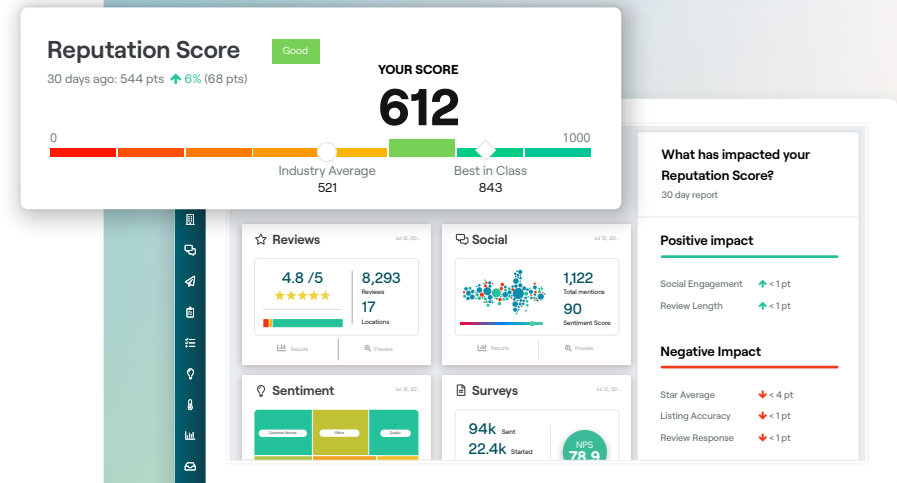 Reputation Score
Good
30 days ago: 544 pts 6% (68 pts)
YOUR SCORE
612
0
1000
Industry Average
521
Best in Class
843
What has impacted your
Reputation Score?
30 day report
Positive impact
Social Engagement < 1 pt
Review Length < 1 pt
Negative Impact
Star Average < 4 pt
Listing Accuracy < 1 pt
Review Response < 1 pt
Reviews
4.8 /5
8,293
Reviews
17
Locations
Results
Preview
Social
1,122
Total mentions
90
Sentiment Score
Results
Preview
Sentiment
Customer Service
Office
Quality
Surveys
94k Sent
22.4k Started
NPS
78.9